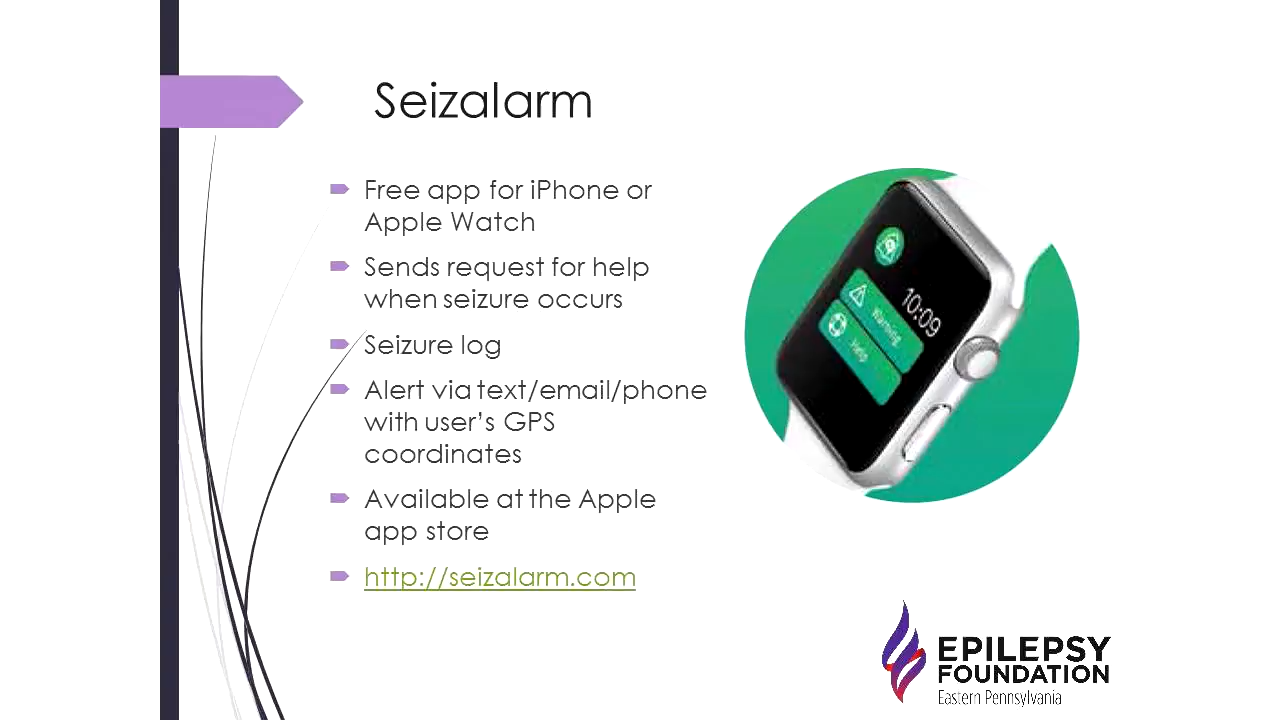 Seizalarm
Free app for iPhone or
Apple Watch
Sends request for help
when seizure occurs
Seizure log
Alert via text/email/phone
with user's GPS
coordinates
Available at the Apple
app store
http://seizalarm.com
10:09
Warning
Help
EPILEPSY
FOUNDATION
Eastern Pennsylvania